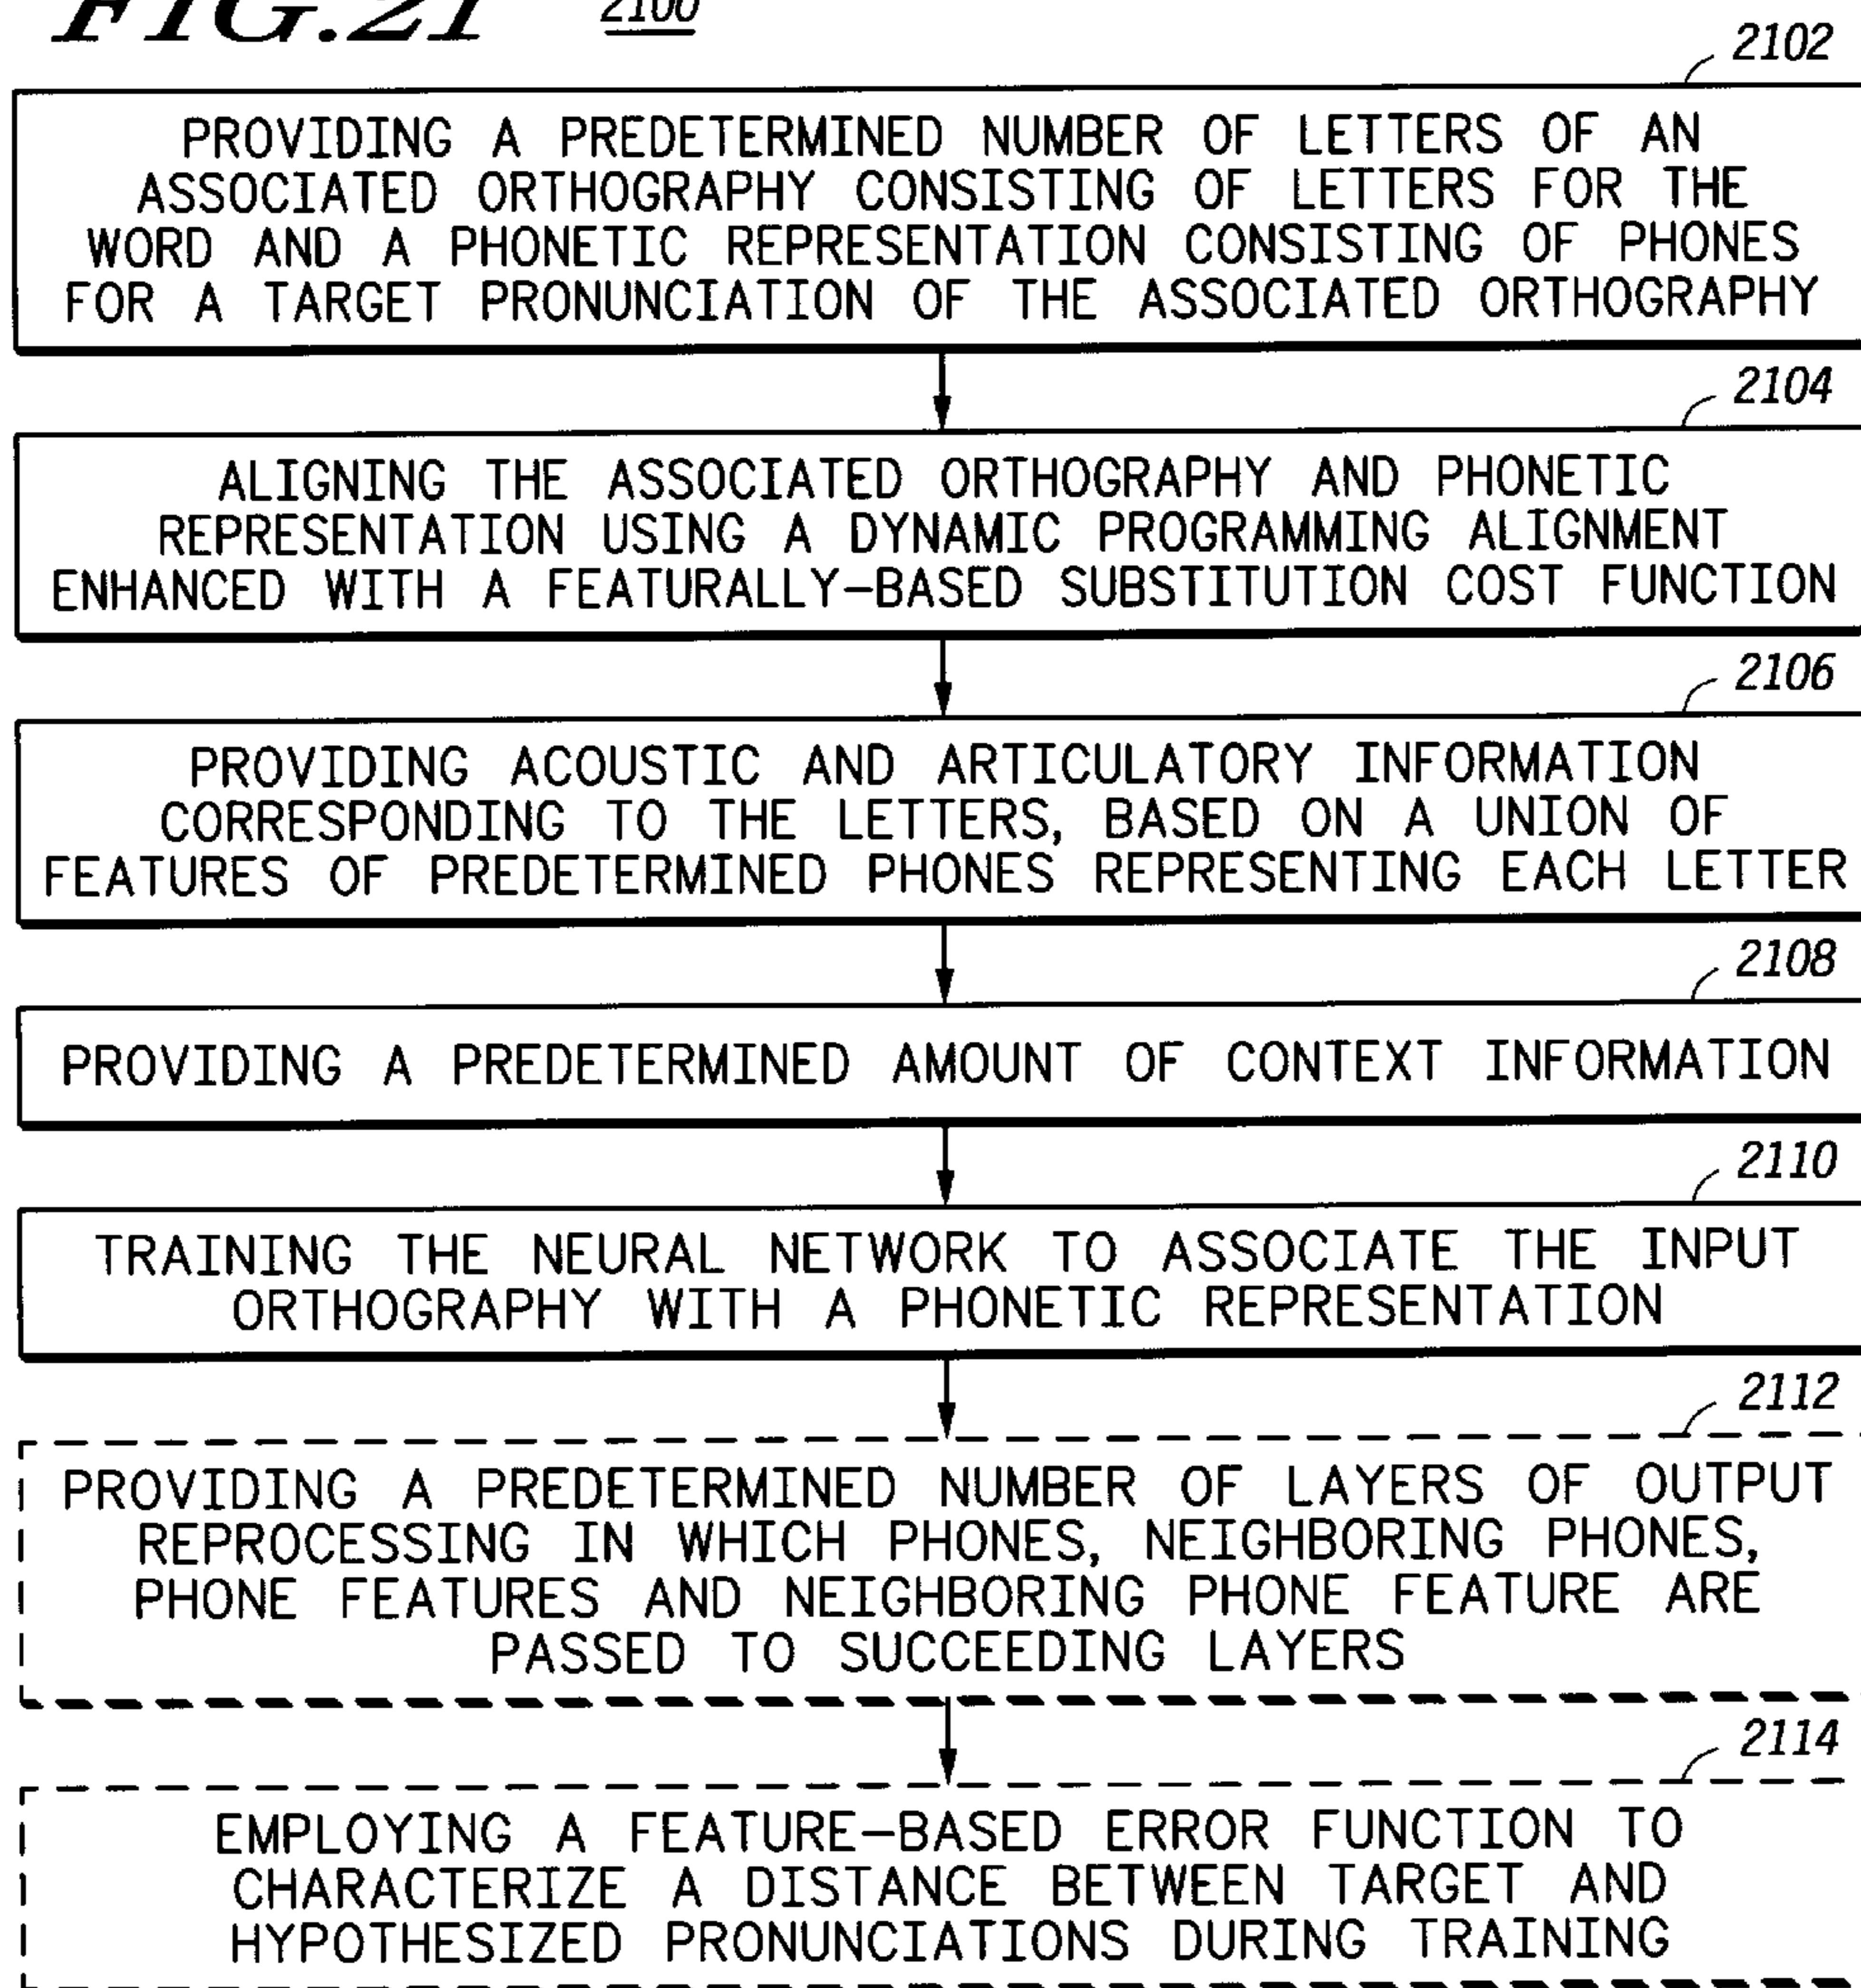 FIG.21 2100
2102
PROVIDING A PREDETERMINED NUMBER OF LETTERS OF AN
ASSOCIATED ORTHOGRAPHY CONSISTING OF LETTERS FOR THE
WORD AND A PHONETIC REPRESENTATION CONSISTING OF PHONES
FOR A TARGET PRONUNCIATION OF THE ASSOCIATED ORTHOGRAPHY
2104
ALIGNING THE ASSOCIATED ORTHOGRAPHY AND PHONETIC
REPRESENTATION USING A DYNAMIC PROGRAMMING ALIGNMENT
ENHANCED WITH A FEATURALLY-BASED SUBSTITUTION COST FUNCTION
2106
PROVIDING ACOUSTIC AND ARTICULATORY INFORMATION
CORRESPONDING TO THE LETTERS, BASED ON A UNION OF
FEATURES OF PREDETERMINED PHONES REPRESENTING EACH LETTER
2108
PROVIDING A PREDETERMINED AMOUNT OF CONTEXT INFORMATION
2110
TRAINING THE NEURAL NETWORK TO ASSOCIATE THE INPUT
ORTHOGRAPHY WITH A PHONETIC REPRESENTATION
2112
PROVIDING A PREDETERMINED NUMBER OF LAYERS OF OUTPUT
REPROCESSING IN WHICH PHONES, NEIGHBORING PHONES,
PHONE FEATURES AND NEIGHBORING PHONE FEATURE ARE
PASSED TO SUCCEEDING LAYERS
2114
EMPLOYING A FEATURE-BASED ERROR FUNCTION TO
CHARACTERIZE A DISTANCE BETWEEN TARGET AND
HYPOTHESIZED PRONUNCIATIONS DURING TRAINING